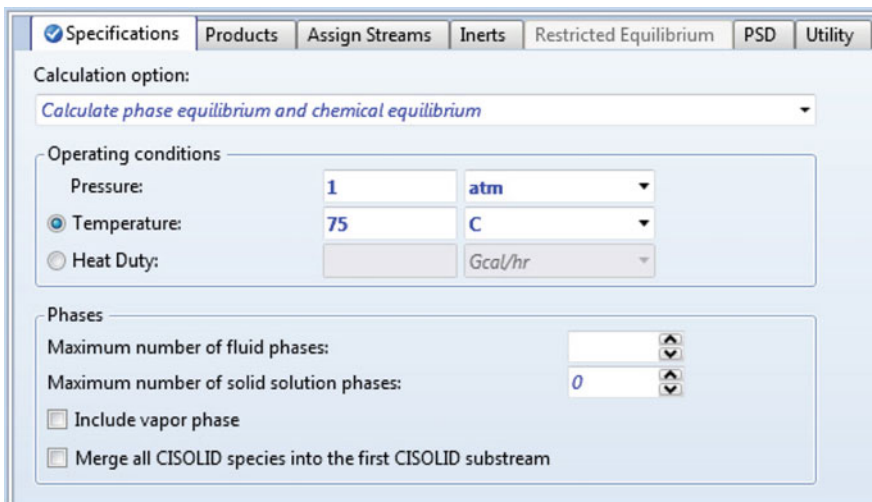 Specifications Products Assign Streams Inerts Restricted Equilibrium PSD Utility
Calculation option:
Calculate phase equilibrium and chemical equilibrium
Operating conditions
Pressure: 1 atm
Temperature: 75 C
Heat Duty: Gcal/hr
Phases
Maximum number of fluid phases:
Maximum number of solid solution phases: 0
Include vapor phase
Merge all CISOLID species into the first CISOLID substream